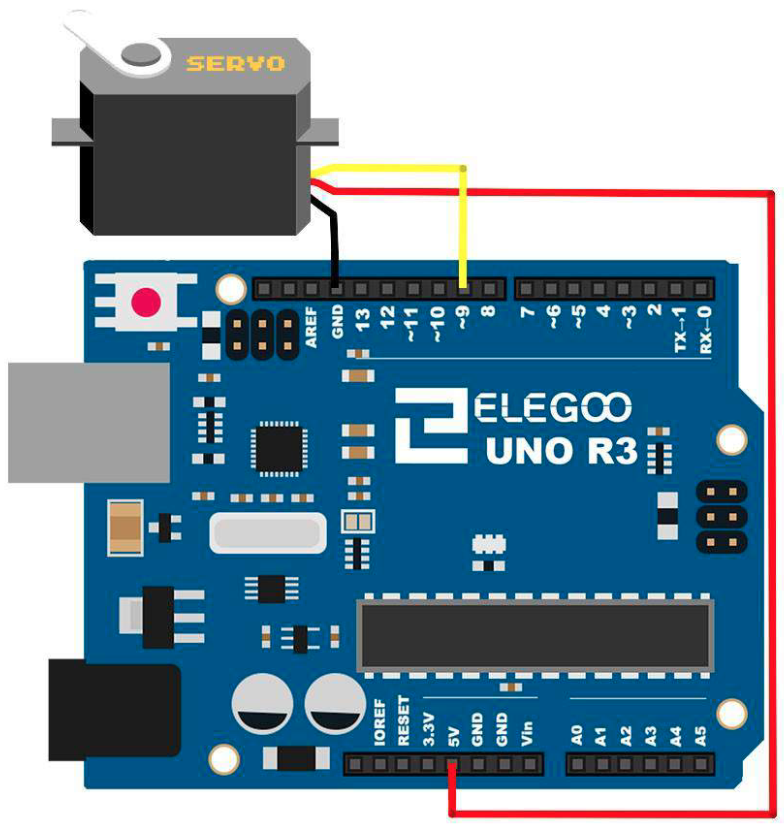 SERVO
AREF
GND
13
12
~11
~10
~9
8
7
~6
~5
4
~3
2
TX→1
RX←0
ELEGOO
UNO R3
IOREF
RESET
3.3V
5V
GND
GND
Vin
A0
A1
A2
A3
A4
A5